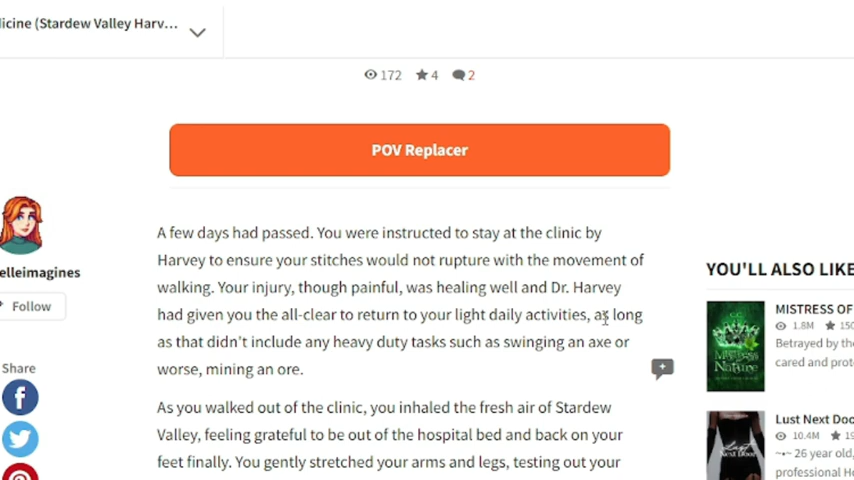 dicine (Stardew Valley Harv...
172 4 2
POV Replacer
A few days had passed. You were instructed to stay at the clinic by
Harvey to ensure your stitches would not rupture with the movement of
walking. Your injury, though painful, was healing well and Dr. Harvey
had given you the all-clear to return to your light daily activities, as long
as that didn't include any heavy duty tasks such as swinging an axe or
worse, mining an ore.
As you walked out of the clinic, you inhaled the fresh air of Stardew
Valley, feeling grateful to be out of the hospital bed and back on your
feet finally. You gently stretched your arms and legs, testing out your
elleimagines
Follow
Share
YOU'LL ALSO LIKE
MISTRESS OF
1.8M 150
Betrayed by the
cared and prot
Lust Next Doo
10.4M 19
~•~ 26 year old,
professional Ho